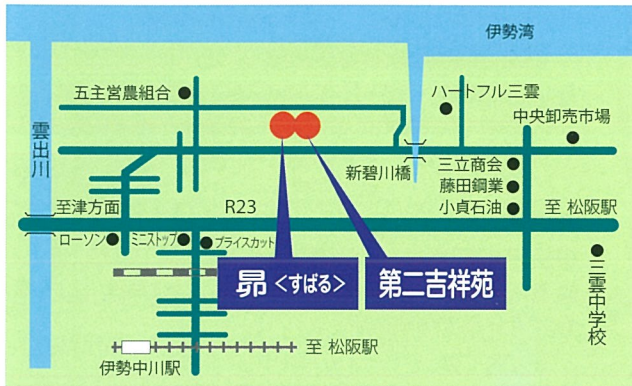 伊勢湾
五主営農組合
ハートフル三雲
中央卸売市場
雲出川
新碧川橋
三立商会
藤田鋼業
小貞石油
至津方面
R23
至 松阪駅
ローソン
ミニストップ
プライスカット
昴 <すばる>
第二吉祥苑
三雲中学校
至 松阪駅
伊勢中川駅